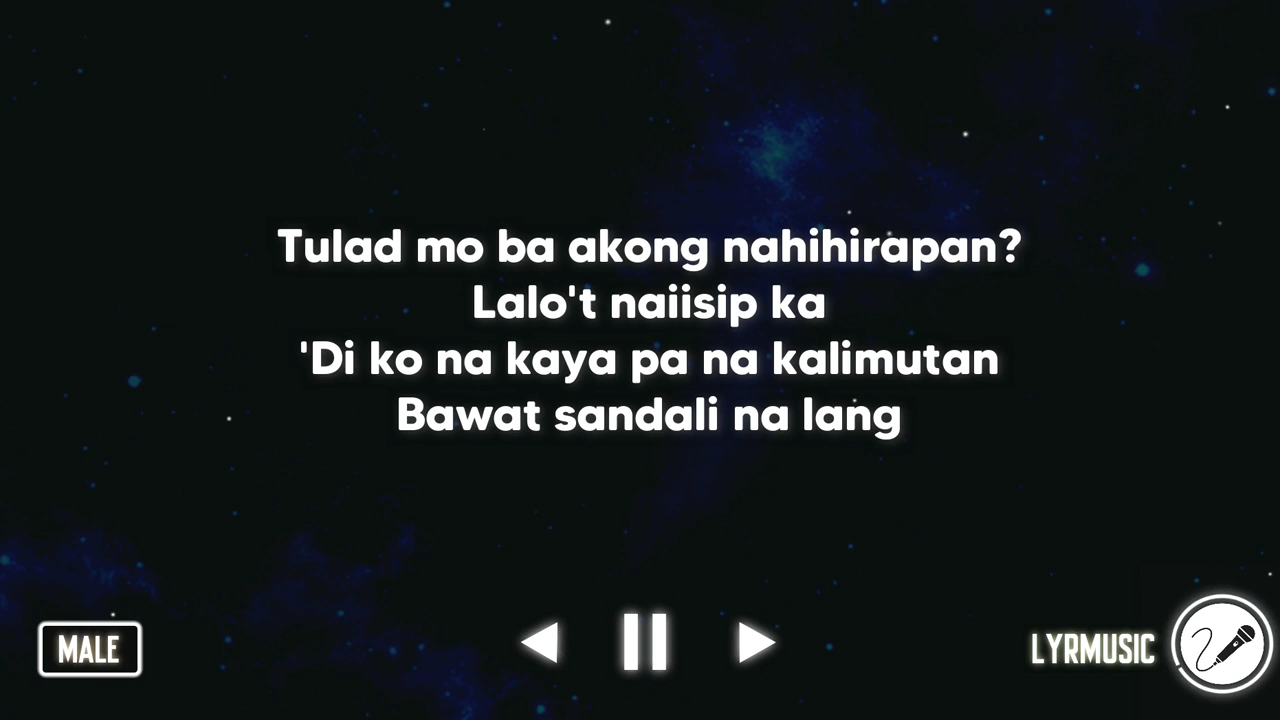 Tulad mo ba akong nahihirapan?
Lalo't naiisip ka
'Di ko na kaya pa na kalimutan
Bawat sandali na lang
MALE
LYRMUSIC